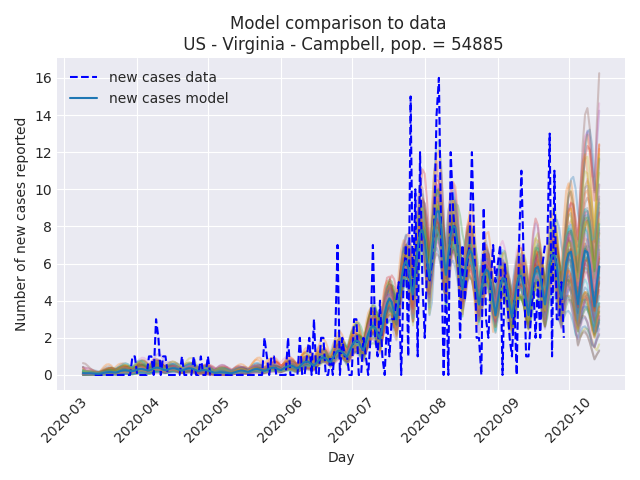 Model comparison to data
US - Virginia - Campbell, pop. = 54885
new cases data
new cases model
Number of new cases reported
16
14
12
10
8
6
4
2
0
2020-03
2020-04
2020-05
2020-06
2020-07
2020-08
2020-09
2020-10
Day